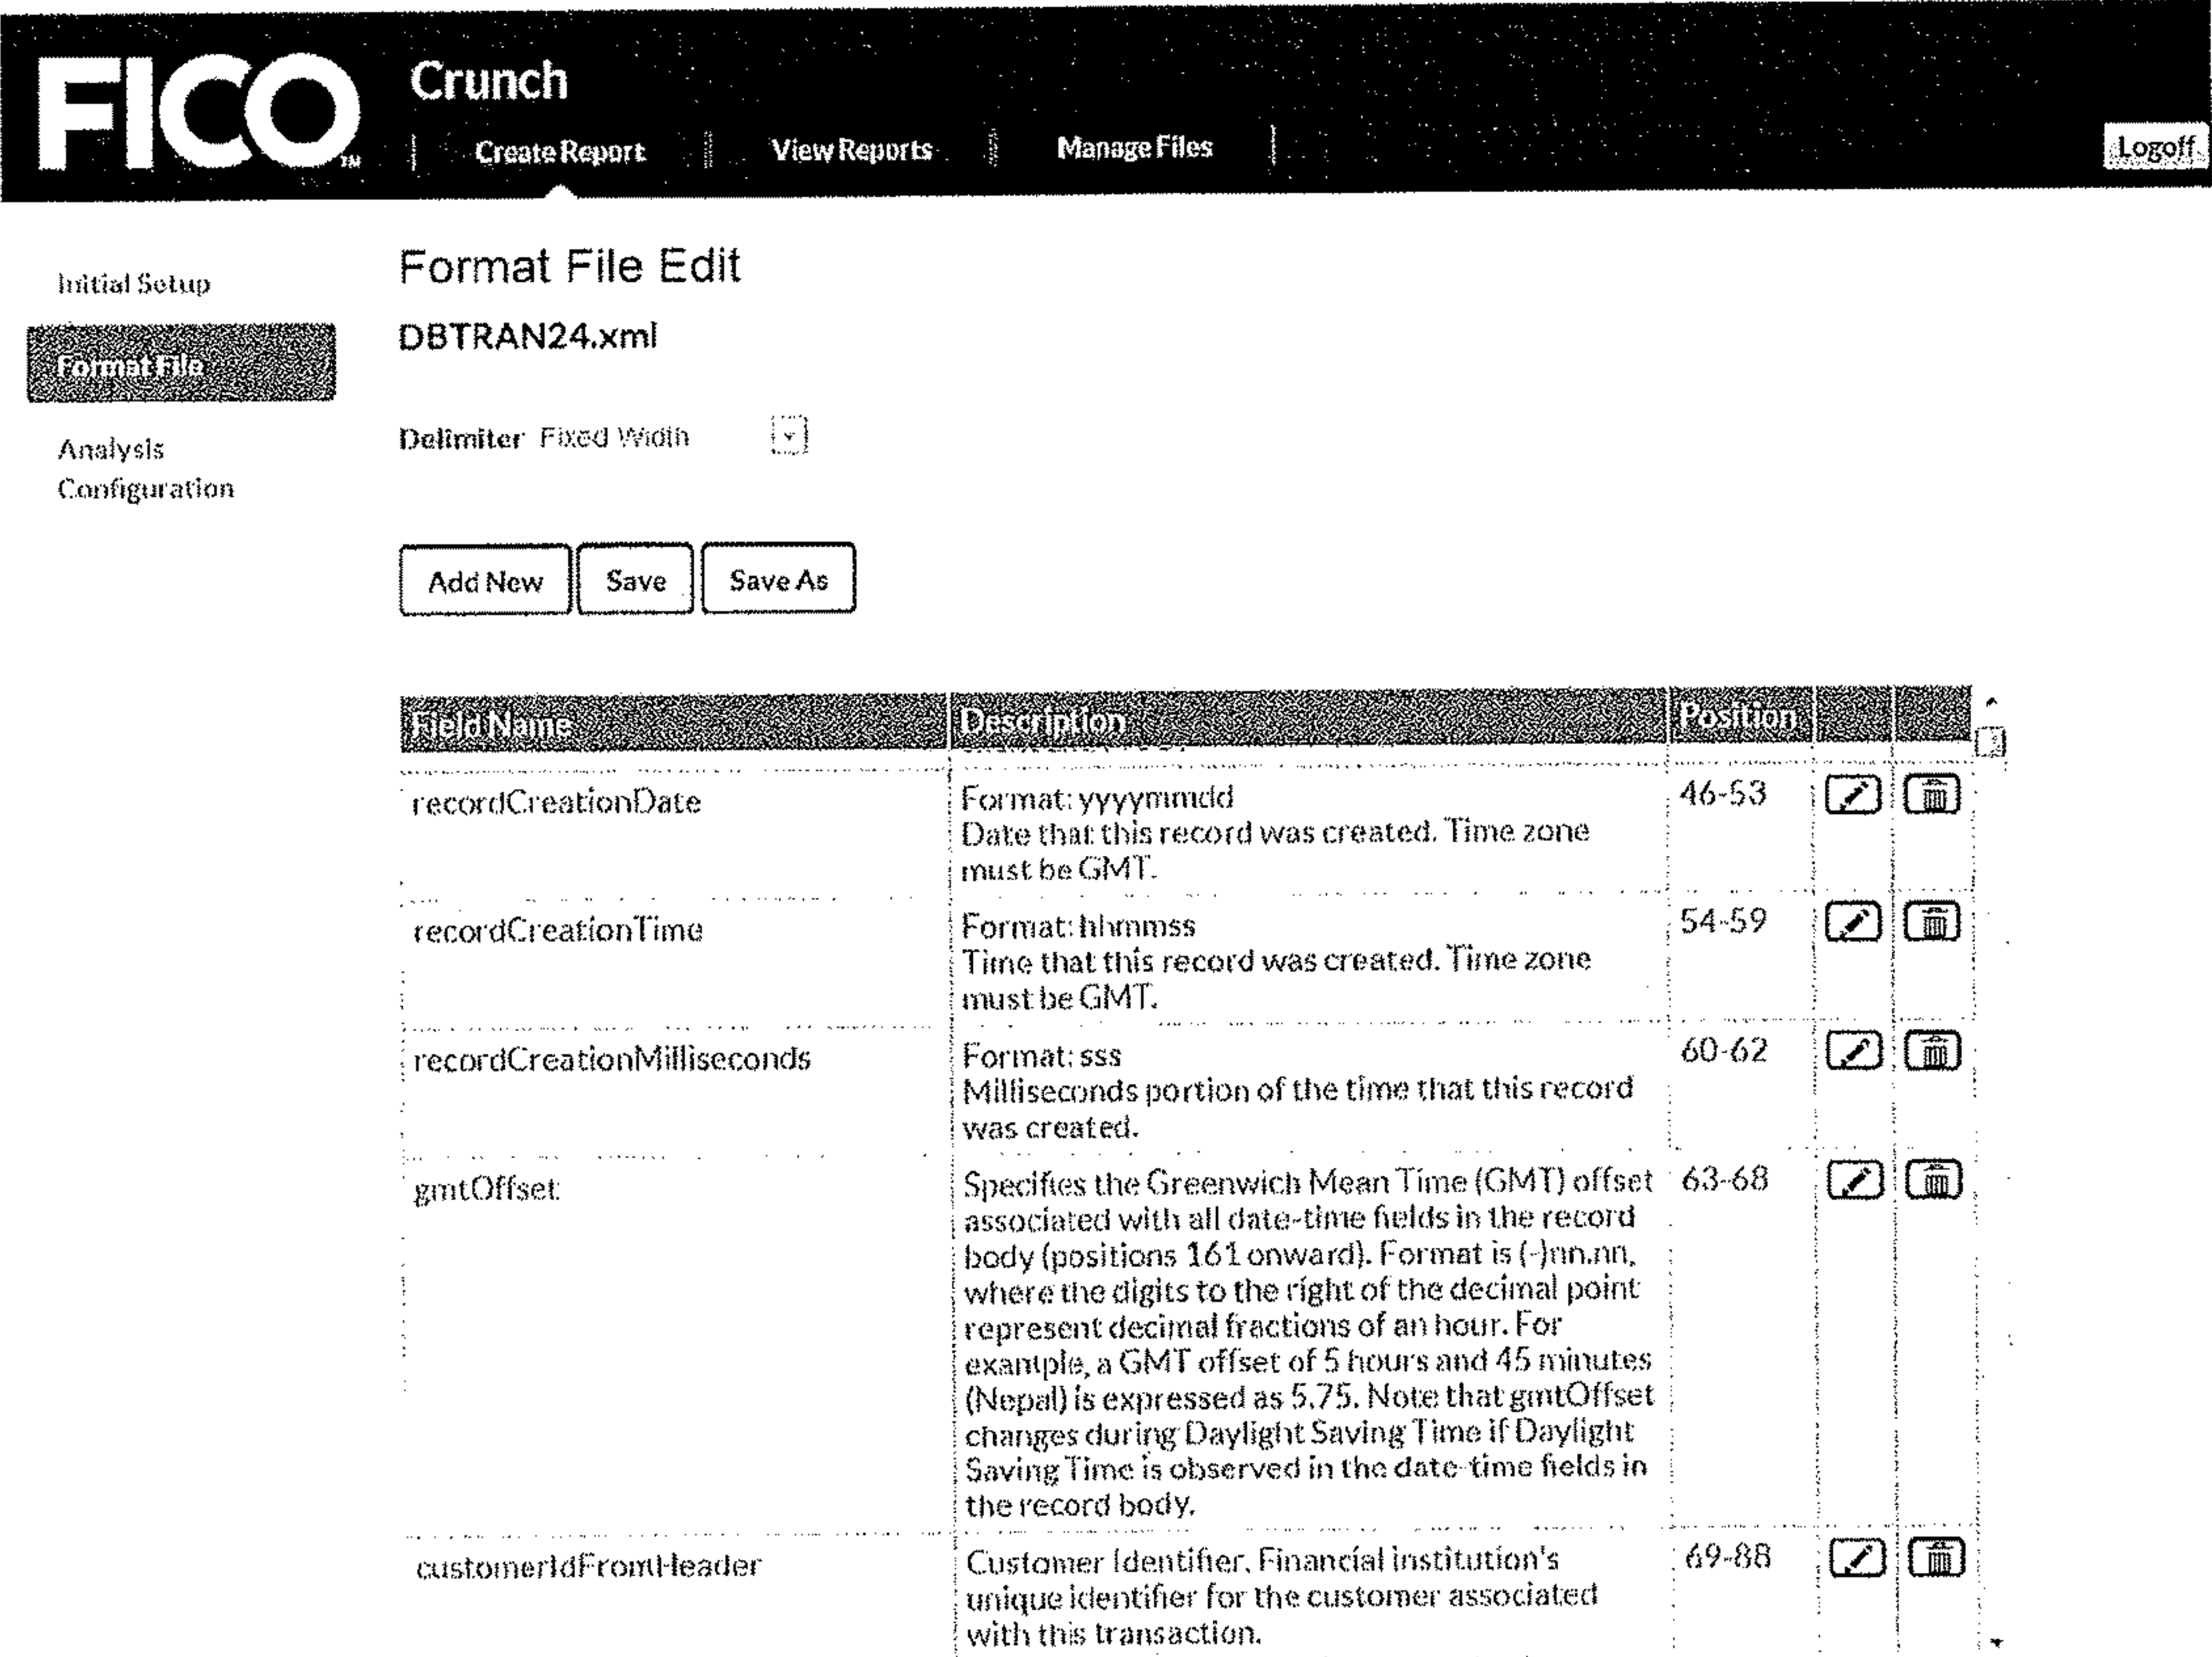 FICO™
Crunch
Create Report
View Reports
Manage Files
Logoff
Initial Setup
Format File
Analysis
Configuration
Format File Edit
DBTRAN24.xml
Delimiter Fixed Width
Add New
Save
Save As
Field Name Description Position
recordCreationDate
Format: yyyymmdd
Date that this record was created. Time zone
must be GMT.
46-53
recordCreationTime
Format: hhmmss
Time that this record was created. Time zone
must be GMT.
54-59
recordCreationMilliseconds
Format: sss
Milliseconds portion of the time that this record
was created.
60-62
gmtOffset
Specifies the Greenwich Mean Time (GMT) offset
associated with all date-time fields in the record
body (positions 161 onward). Format is (-)nn.nn,
where the digits to the right of the decimal point
represent decimal fractions of an hour. For
example, a GMT offset of 5 hours and 45 minutes
(Nepal) is expressed as 5.75. Note that gmtOffset
changes during Daylight Saving Time if Daylight
Saving Time is observed in the date-time fields in
the record body.
63-68
customerIdFromHeader
Customer Identifier. Financial institution's
unique identifier for the customer associated
with this transaction.
69-88